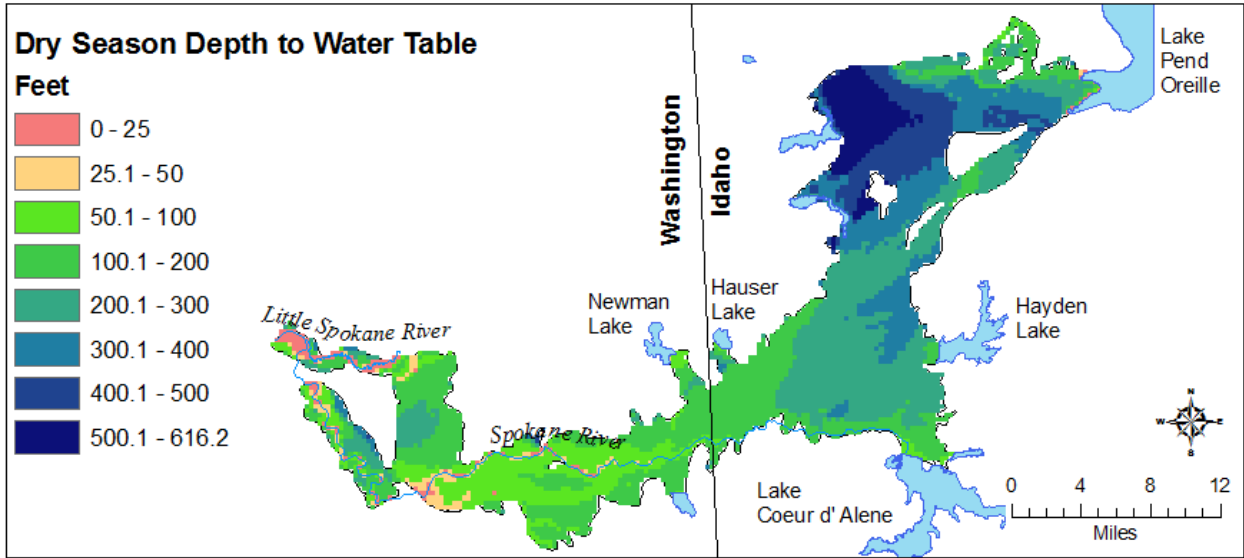 Dry Season Depth to Water Table
Feet
0 - 25
25.1 - 50
50.1 - 100
100.1 - 200
200.1 - 300
300.1 - 400
400.1 - 500
500.1 - 616.2
Washington
Idaho
Lake
Pend
Oreille
Little Spokane River
Newman
Lake
Hauser
Lake
Hayden
Lake
Spokane River
Lake
Coeur d' Alene
N
W
E
S
0 4 8 12
Miles